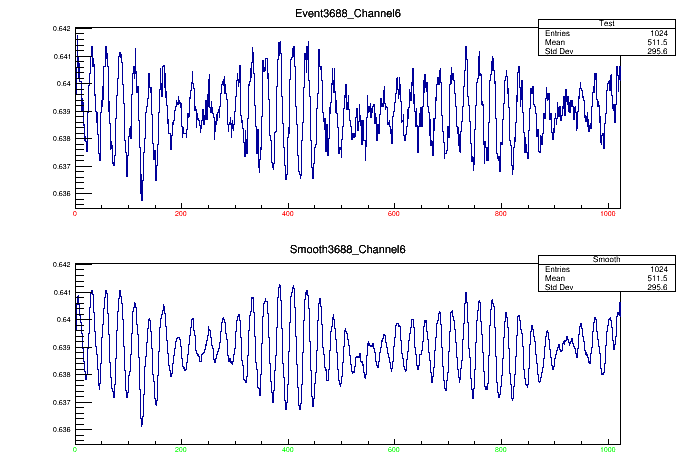 Event3688_Channel6
Test
Entries 1024
Mean 511.5
Std Dev 295.6
0.642
0.641
0.64
0.639
0.638
0.637
0.636
0 200 400 600 800 1000
Smooth3688_Channel6
Smooth
Entries 1024
Mean 511.5
Std Dev 295.6
0.642
0.641
0.64
0.639
0.638
0.637
0.636
0 200 400 600 800 1000